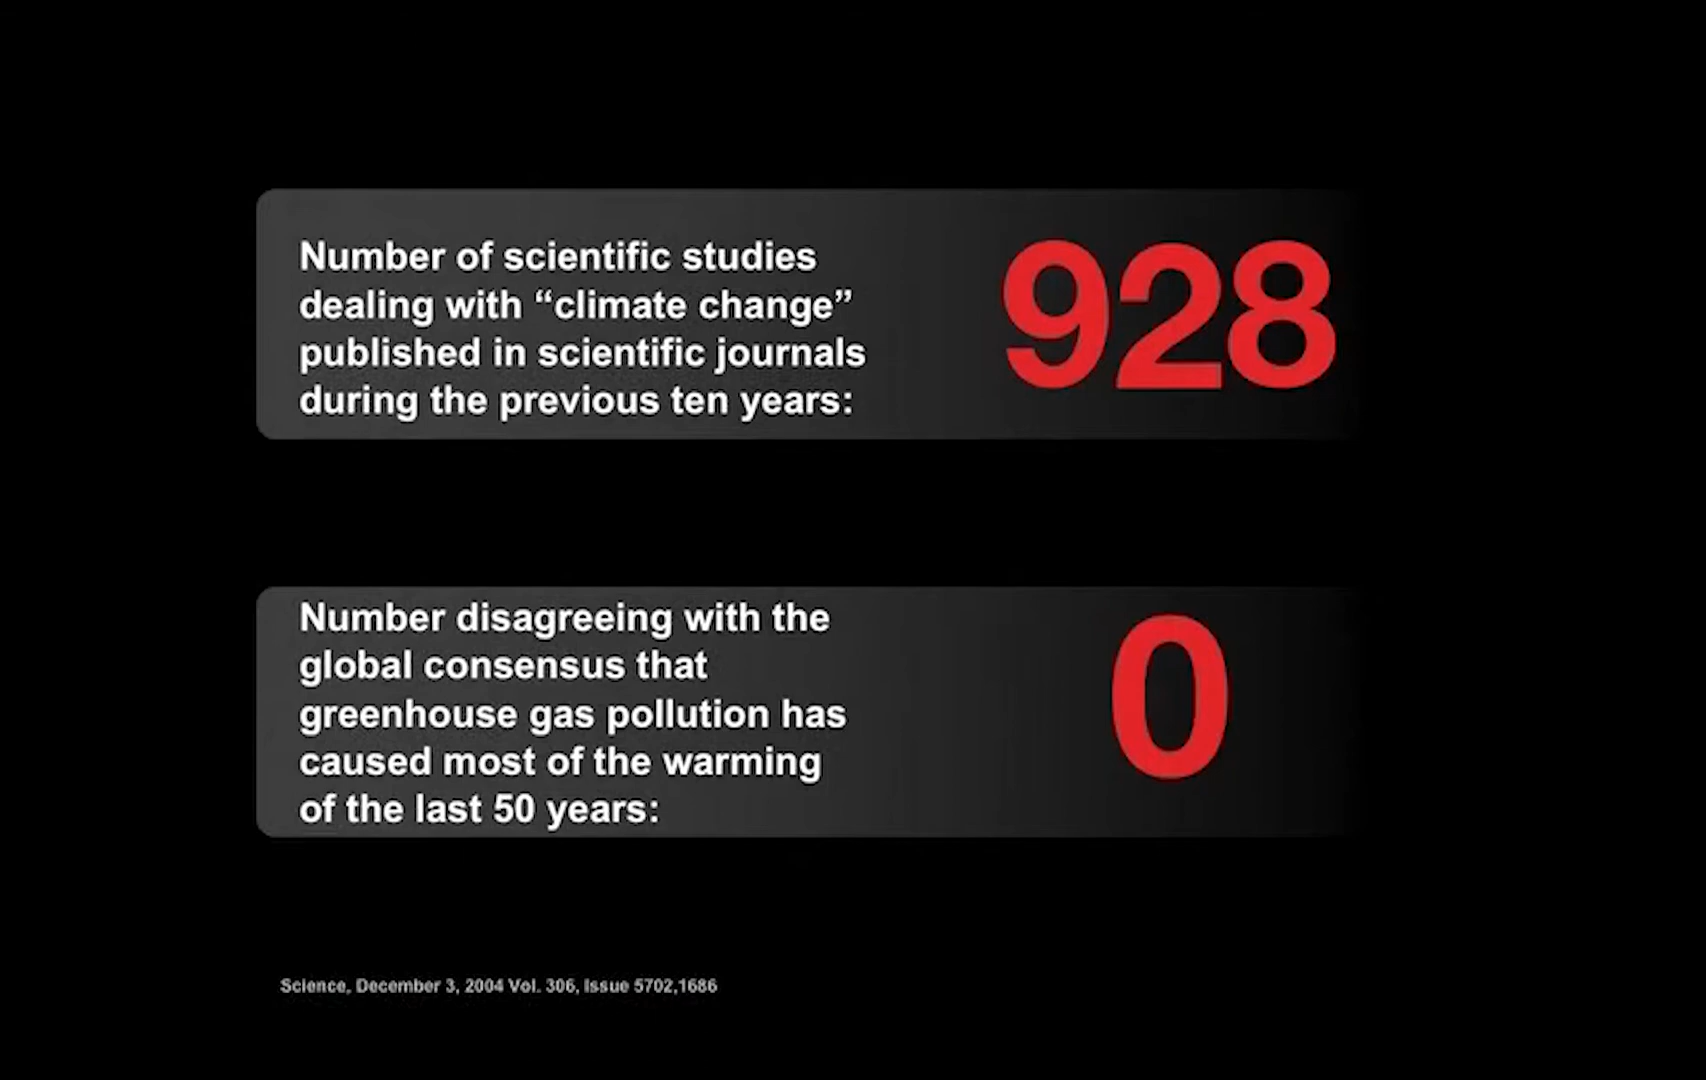 Number of scientific studies
dealing with “climate change”
published in scientific journals
during the previous ten years:
928
Number disagreeing with the
global consensus that
greenhouse gas pollution has
caused most of the warming
of the last 50 years:
0
Science, December 3, 2004 Vol. 306, Issue 5702,1686